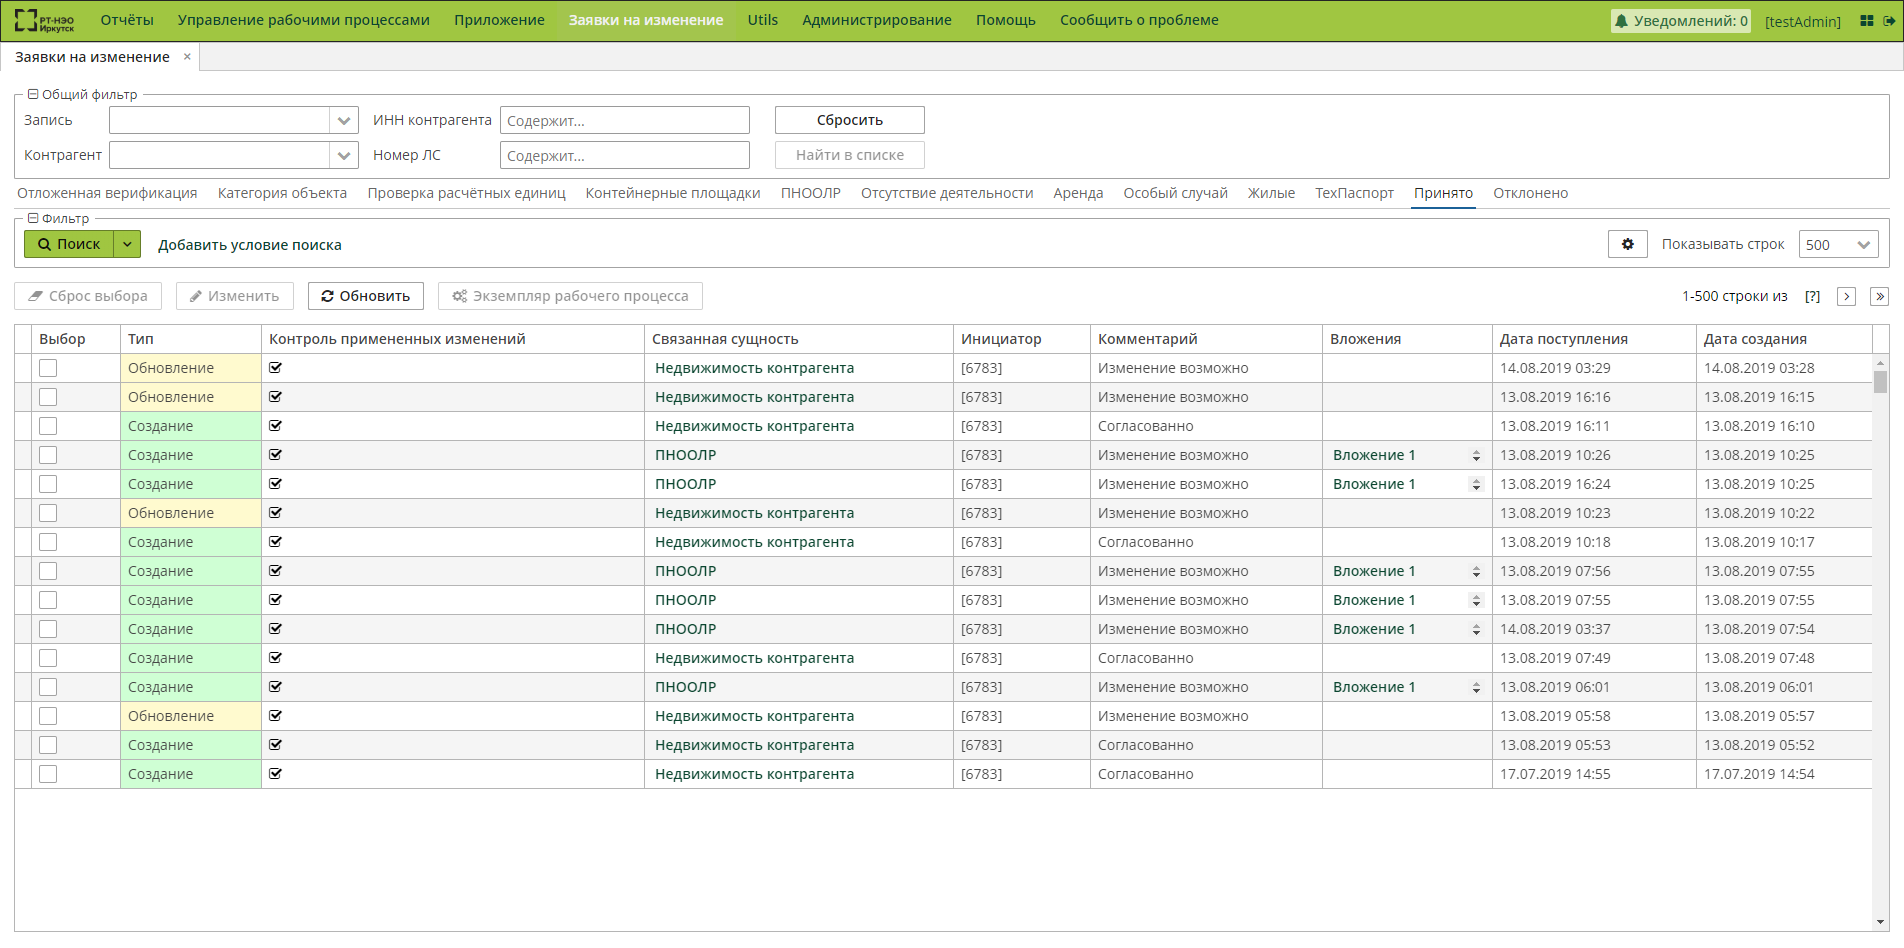 РТ-НЭО Иркутск Отчёты Управление рабочими процессами Приложение Заявки на изменение Utils Администрирование Помощь Сообщить о проблеме Уведомлений: 0 [testAdmin]
Заявки на изменение ×
Общий фильтр
Запись ИНН контрагента Содержит... Сбросить
Контрагент Номер ЛС Содержит... Найти в списке
Отложенная верификация Категория объекта Проверка расчётных единиц Контейнерные площадки ПНООЛР Отсутствие деятельности Аренда Особый случай Жилые ТехПаспорт Принято Отклонено
Фильтр
Поиск Добавить условие поиска Показывать строк 500
Сброс выбора Изменить Обновить Экземпляр рабочего процесса 1-500 строки из [?]
Выбор Тип Контроль примененных изменений Связанная сущность Инициатор Комментарий Вложения Дата поступления Дата создания
Обновление Недвижимость контрагента [6783] Изменение возможно 14.08.2019 03:29 14.08.2019 03:28
Обновление Недвижимость контрагента [6783] Изменение возможно 13.08.2019 16:16 13.08.2019 16:15
Создание Недвижимость контрагента [6783] Согласованно 13.08.2019 16:11 13.08.2019 16:10
Создание ПНООЛР [6783] Изменение возможно Вложение 1 13.08.2019 10:26 13.08.2019 10:25
Создание ПНООЛР [6783] Изменение возможно Вложение 1 13.08.2019 16:24 13.08.2019 10:25
Обновление Недвижимость контрагента [6783] Изменение возможно 13.08.2019 10:23 13.08.2019 10:22
Создание Недвижимость контрагента [6783] Согласованно 13.08.2019 10:18 13.08.2019 10:17
Создание ПНООЛР [6783] Изменение возможно Вложение 1 13.08.2019 07:56 13.08.2019 07:55
Создание ПНООЛР [6783] Изменение возможно Вложение 1 13.08.2019 07:55 13.08.2019 07:55
Создание ПНООЛР [6783] Изменение возможно Вложение 1 14.08.2019 03:37 13.08.2019 07:54
Создание Недвижимость контрагента [6783] Согласованно 13.08.2019 07:49 13.08.2019 07:48
Создание ПНООЛР [6783] Изменение возможно Вложение 1 13.08.2019 06:01 13.08.2019 06:01
Обновление Недвижимость контрагента [6783] Изменение возможно 13.08.2019 05:58 13.08.2019 05:57
Создание Недвижимость контрагента [6783] Согласованно 13.08.2019 05:53 13.08.2019 05:52
Создание Недвижимость контрагента [6783] Согласованно 17.07.2019 14:55 17.07.2019 14:54